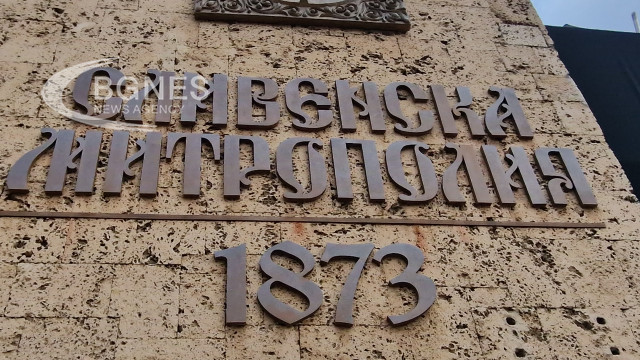 BGNES
NEWS AGENCY
СЛИВЕНСКА
МИТРОПОЛИЯ
1873